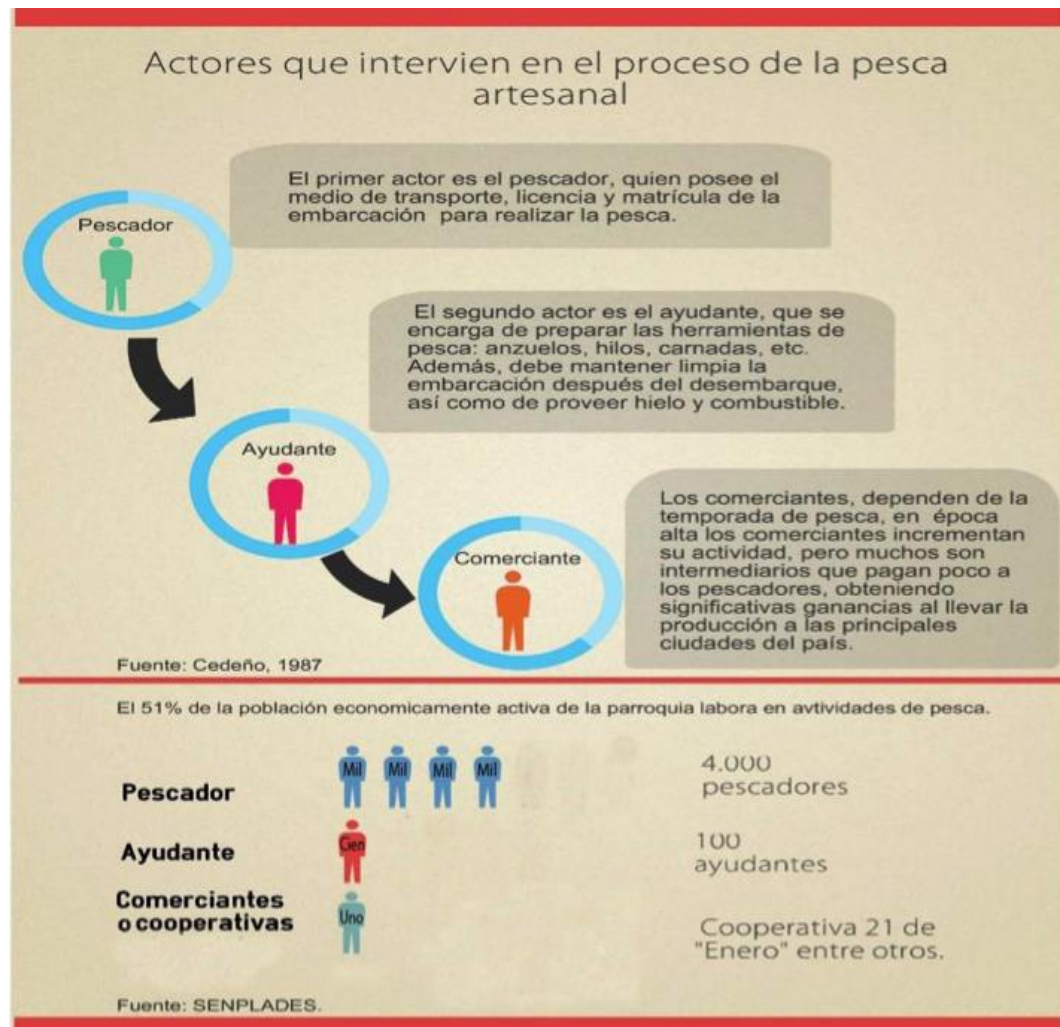 Actores que intervien en el proceso de la pesca
artesanal
El primer actor es el pescador, quien posee el
medio de transporte, licencia y matrícula de la
embarcación para realizar la pesca.
Pescador
El segundo actor es el ayudante, que se
encarga de preparar las herramientas de
pesca: anzuelos, hilos, carnadas, etc.
Además, debe mantener limpia la
embarcación después del desembarque,
así como de proveer hielo y combustible.
Ayudante
Los comerciantes, dependen de la
temporada de pesca, en época
alta los comerciantes incrementan
su actividad, pero muchos son
intermediarios que pagan poco a
los pescadores, obteniendo
significativas ganancias al llevar la
producción a las principales
ciudades del país.
Comerciante
Fuente: Cedeño, 1987
El 51% de la población economicamente activa de la parroquia labora en avtividades de pesca.
Pescador
Mil Mil Mil Mil
4.000
pescadores
Ayudante
Cien
100
ayudantes
Comerciantes
o cooperativas
Uno
Cooperativa 21 de
"Enero" entre otros.
Fuente: SENPLADES.